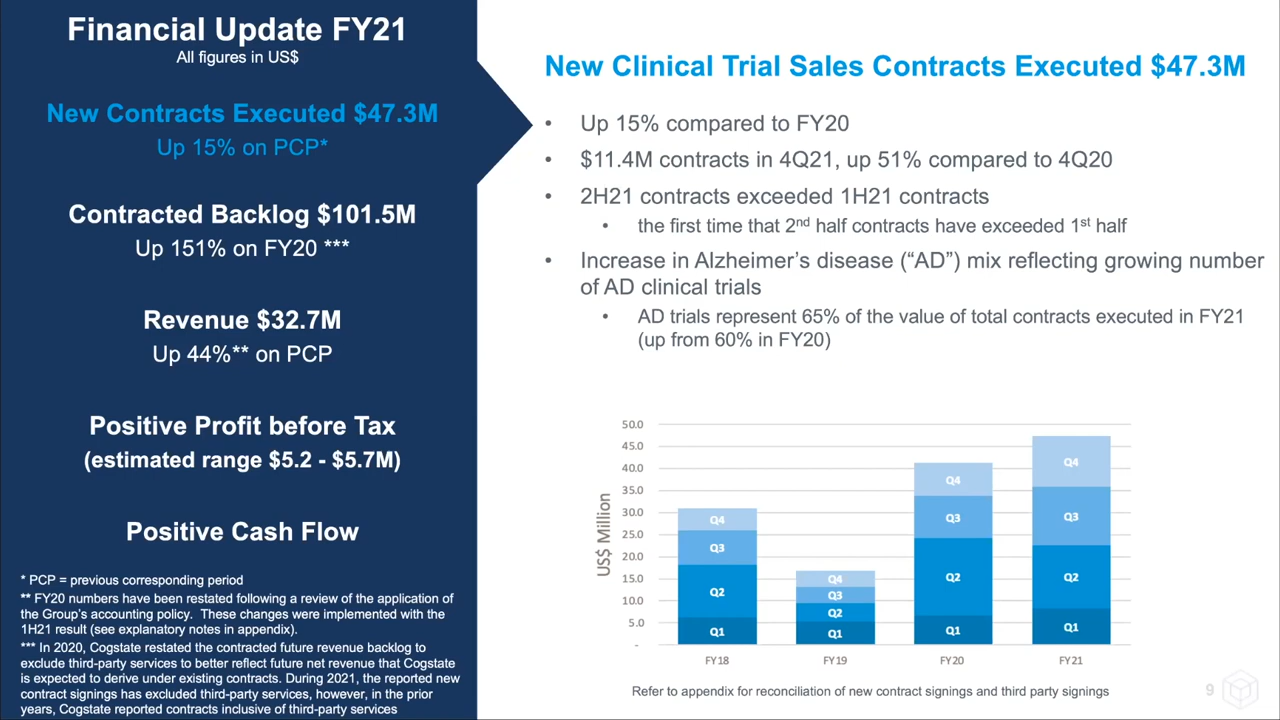 Financial Update FY21
All figures in US$
New Contracts Executed $47.3M
Up 15% on PCP*
Contracted Backlog $101.5M
Up 151% on FY20 ***
Revenue $32.7M
Up 44%** on PCP
Positive Profit before Tax
(estimated range $5.2 - $5.7M)
Positive Cash Flow
* PCP = previous corresponding period
** FY20 numbers have been restated following a review of the application of
the Group's accounting policy. These changes were implemented with the
1H21 result (see explanatory notes in appendix).
*** In 2020, Cogstate restated the contracted future revenue backlog to
exclude third-party services to better reflect future net revenue that Cogstate
is expected to derive under existing contracts. During 2021, the reported new
contract signings has excluded third-party services, however, in the prior
years, Cogstate reported contracts inclusive of third-party services
New Clinical Trial Sales Contracts Executed $47.3M
• Up 15% compared to FY20
• $11.4M contracts in 4Q21, up 51% compared to 4Q20
• 2H21 contracts exceeded 1H21 contracts
• the first time that 2nd half contracts have exceeded 1st half
• Increase in Alzheimer's disease ("AD") mix reflecting growing number
of AD clinical trials
• AD trials represent 65% of the value of total contracts executed in FY21
(up from 60% in FY20)
US$ Million
50.0
45.0
40.0
35.0
30.0
25.0
20.0
15.0
10.0
5.0
-
Q4
Q3
Q2
Q1
Q4
Q3
Q2
Q1
Q4
Q3
Q2
Q1
Q4
Q3
Q2
Q1
FY18 FY19 FY20 FY21
Refer to appendix for reconciliation of new contract signings and third party signings
9